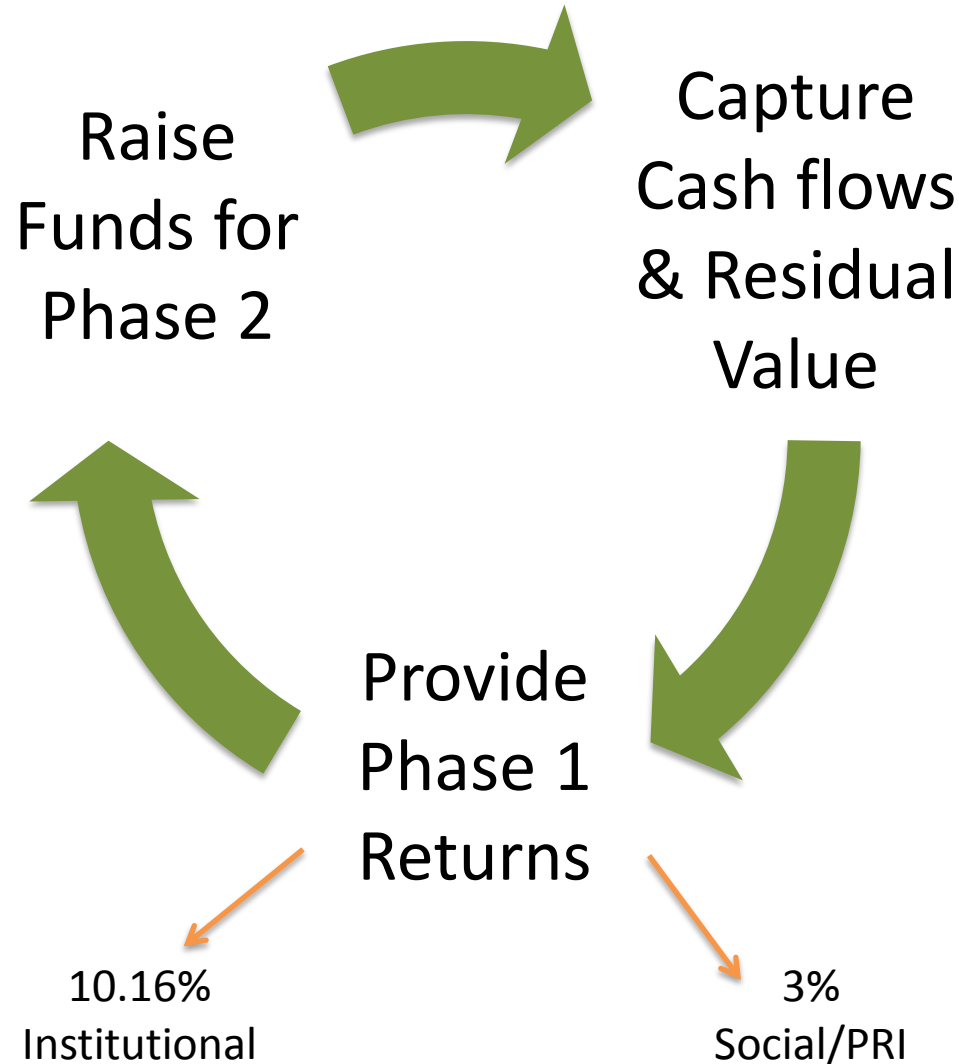 Raise
Funds for
Phase 2
Capture
Cash flows
& Residual
Value
Provide
Phase 1
Returns
10.16%
Institutional
3%
Social/PRI